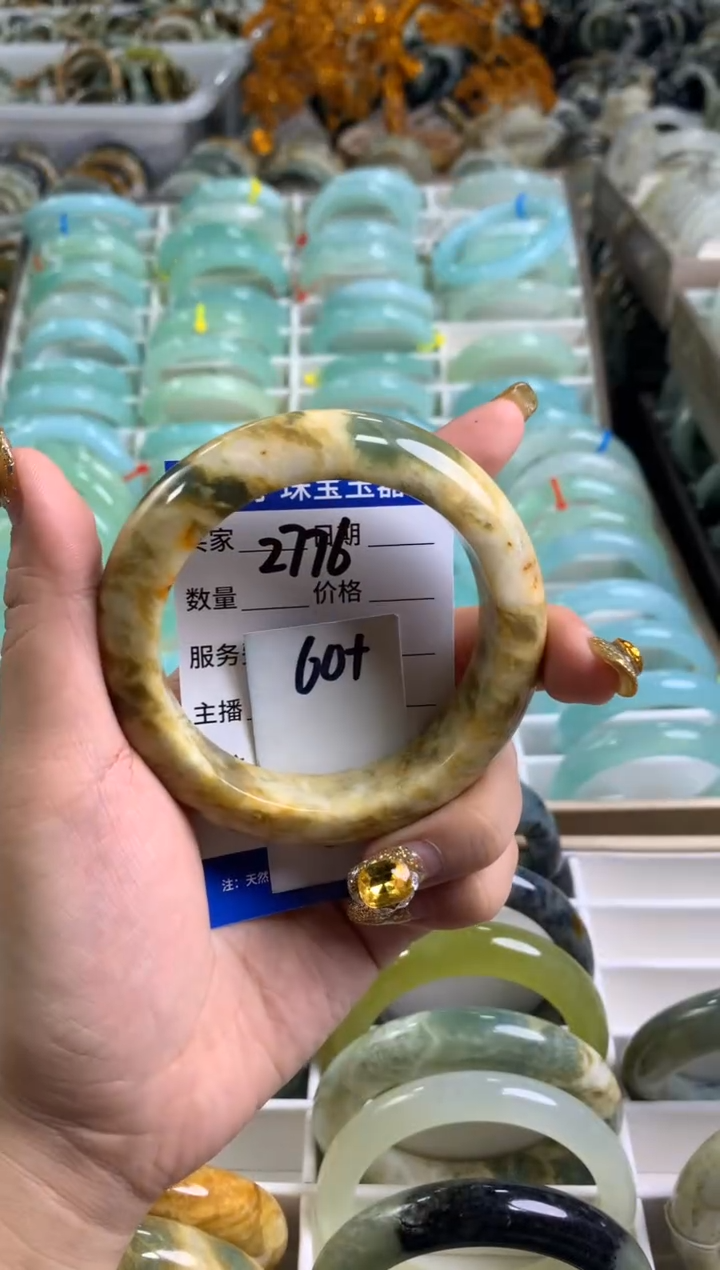 珠宝玉器
家 2776 日期
数量 价格
服务 60+
主播
注：天然